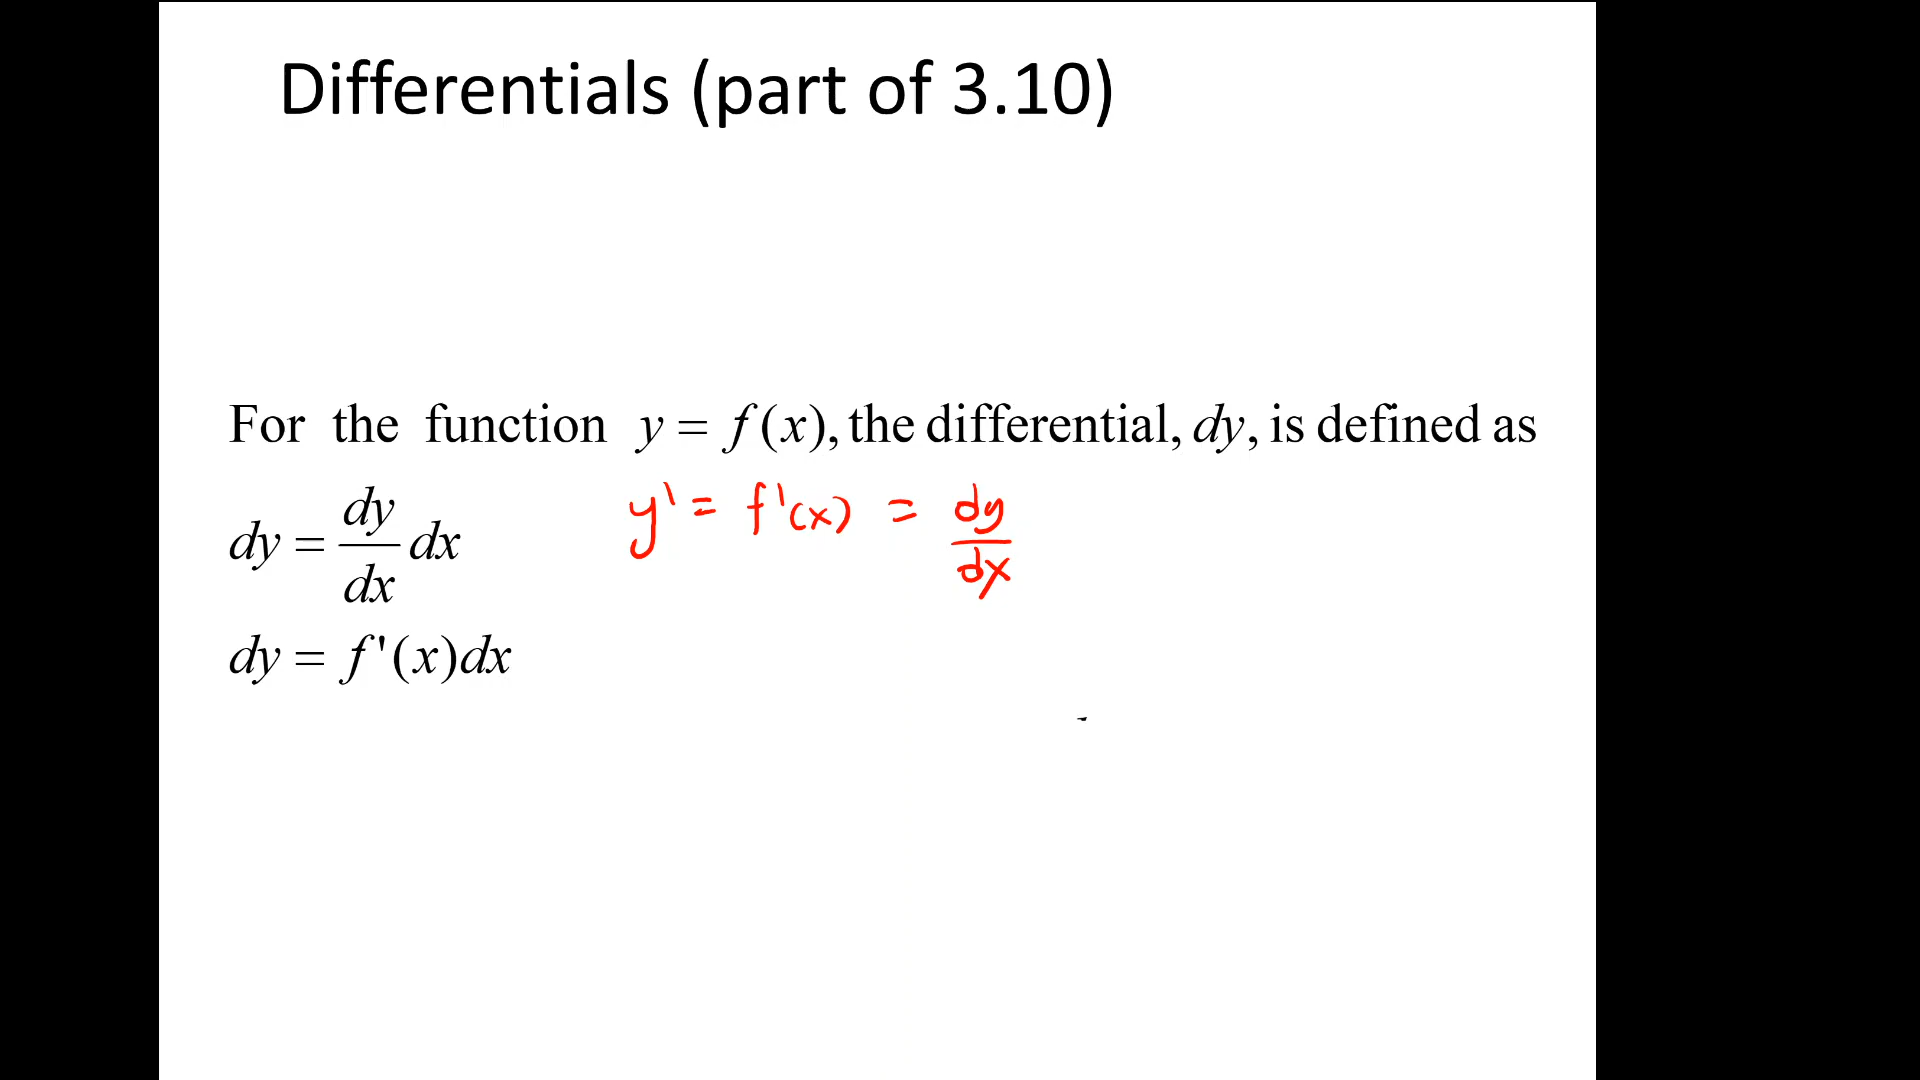 Differentials (part of 3.10)
For the function y = f(x), the differential, dy, is defined as
dy = dy/dx dx
y' = f'(x) = dy/dx
dy = f'(x)dx